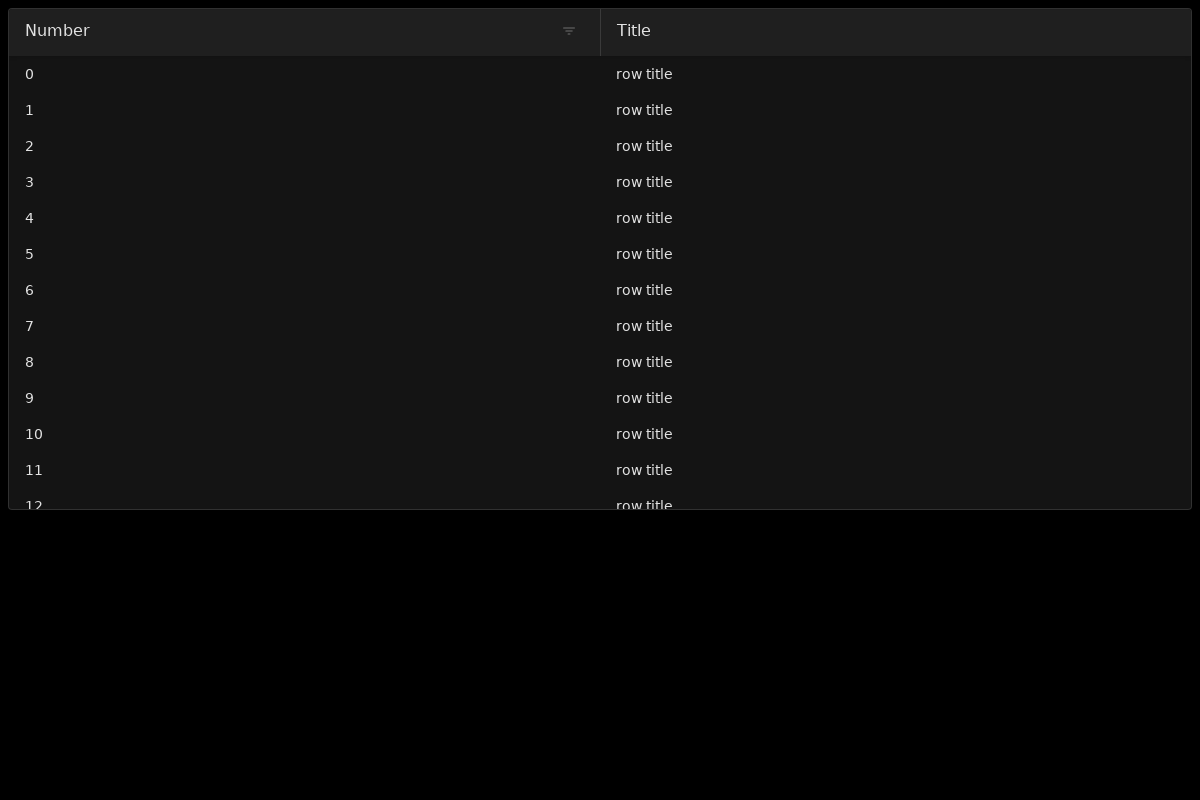 Number Title
0 row title
1 row title
2 row title
3 row title
4 row title
5 row title
6 row title
7 row title
8 row title
9 row title
10 row title
11 row title
12 row title